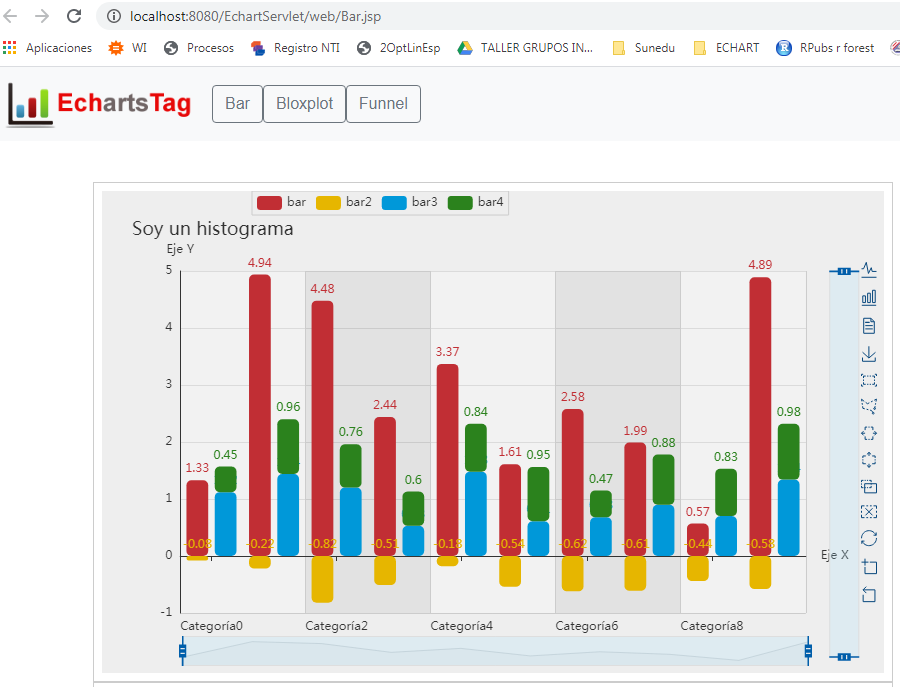 localhost:8080/EchartServlet/web/Bar.jsp
Aplicaciones WI Procesos Registro NTI 2OptLinEsp TALLER GRUPOS IN... Sunedu ECHART RPubs r forest
EchartsTag Bar Bloxplot Funnel
bar bar2 bar3 bar4
Soy un histograma
Eje Y
5
4
3
2
1
0
-1
1.33 4.94 4.48 2.44 3.37 1.61 2.58 1.99 0.57 4.89
0.45 0.96 0.76 0.6 0.84 0.95 0.47 0.88 0.83 0.98
-0.08 -0.22 -0.82 -0.51 -0.18 -0.54 -0.62 -0.61 -0.44 -0.58
Eje X
Categoría0 Categoría2 Categoría4 Categoría6 Categoría8